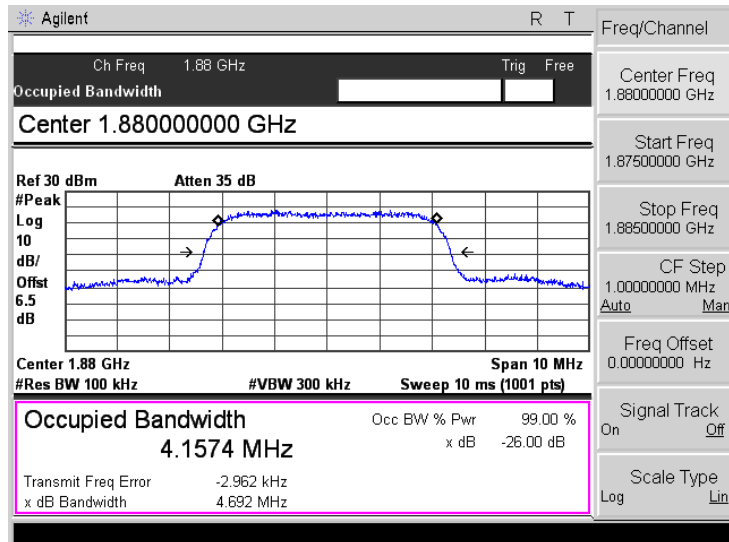 Agilent R T
Freq/Channel
Ch Freq 1.88 GHz Trig Free
Occupied Bandwidth
Center 1.880000000 GHz
Ref 30 dBm Atten 35 dB
#Peak
Log
10
dB/
Offst
6.5
dB
Center 1.88 GHz Span 10 MHz
#Res BW 100 kHz #VBW 300 kHz Sweep 10 ms (1001 pts)
Occupied Bandwidth
4.1574 MHz
Occ BW % Pwr 99.00 %
x dB -26.00 dB
Transmit Freq Error -2.962 kHz
x dB Bandwidth 4.692 MHz
Center Freq
1.88000000 GHz
Start Freq
1.87500000 GHz
Stop Freq
1.88500000 GHz
CF Step
1.00000000 MHz
Auto Man
Freq Offset
0.00000000 Hz
Signal Track
On Off
Scale Type
Log Lin